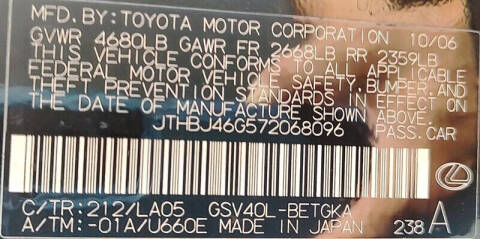 MFD. BY: TOYOTA MOTOR CORPORATION 10/06
GVWR 4680LB GAWR FR 2668LB RR 2359LB
THIS VEHICLE CONFORMS TO ALL APPLICABLE
FEDERAL MOTOR VEHICLE SAFETY, BUMPER, AND
THEFT PREVENTION STANDARDS IN EFFECT ON
THE DATE OF MANUFACTURE SHOWN ABOVE.
JTHBJ46G572068096 PASS. CAR
C/TR: 212/LA05 GSV40L-BETGKA
A/TM: -01A/U660E MADE IN JAPAN 238 A